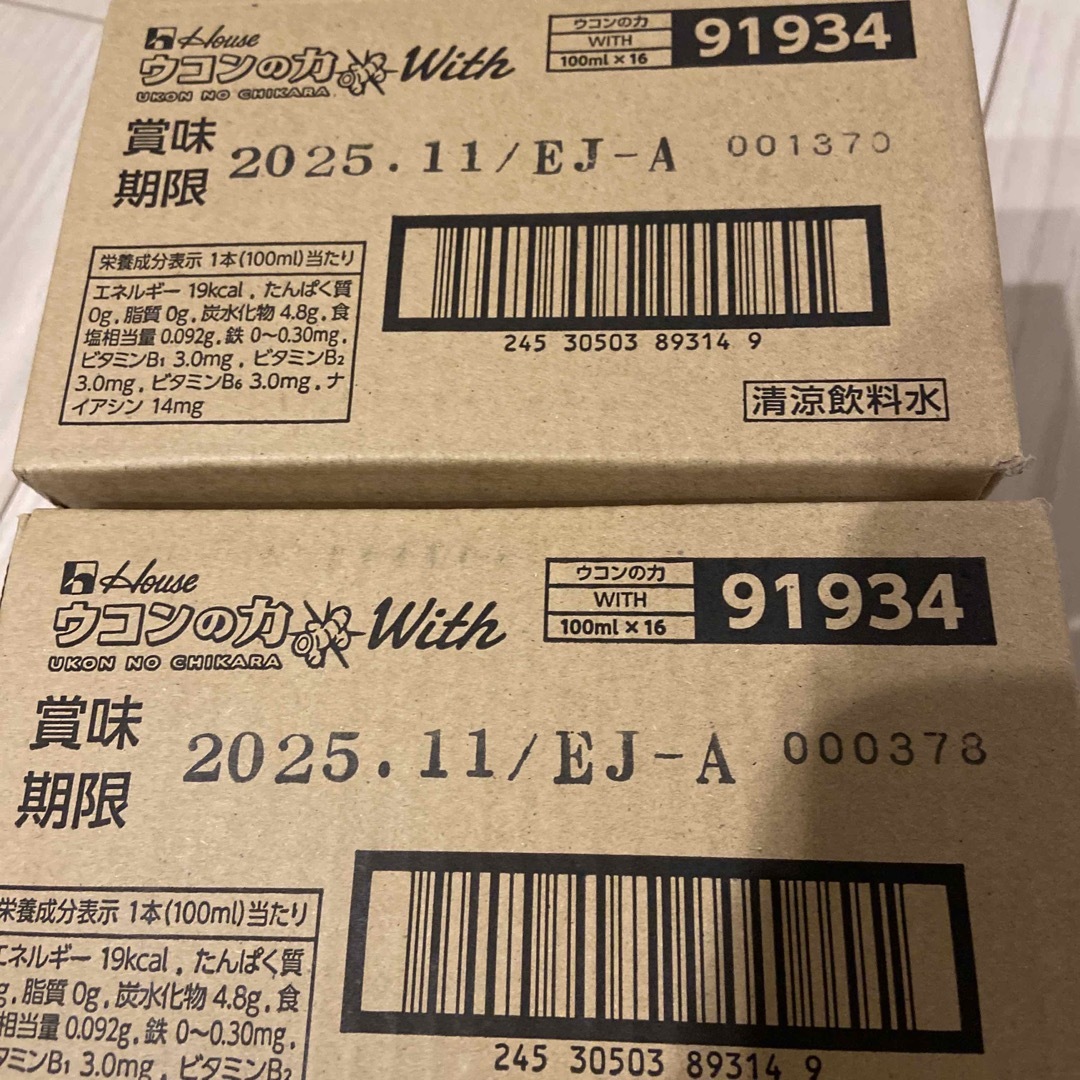 House
ウコンの力 With
UKON NO CHIKARA
ウコンの力
WITH
100ml×16
91934
賞味
期限
2025.11/EJ-A 001370
栄養成分表示 1本(100ml)当たり
エネルギー 19kcal, たんぱく質
0g, 脂質 0g, 炭水化物 4.8g, 食
塩相当量 0.092g, 鉄 0〜0.30mg,
ビタミンB₁ 3.0mg, ビタミンB₂
3.0mg, ビタミンB₆ 3.0mg, ナ
イアシン 14mg
245 30503 89314 9
清涼飲料水
House
ウコンの力 With
UKON NO CHIKARA
ウコンの力
WITH
100ml×16
91934
賞味
期限
2025.11/EJ-A 000378
栄養成分表示 1本(100ml)当たり
エネルギー 19kcal, たんぱく質
g, 脂質 0g, 炭水化物 4.8g, 食
相当量 0.092g, 鉄 0〜0.30mg,
タミンB₁ 3.0mg, ビタミンB₂
245 30503 89314 9